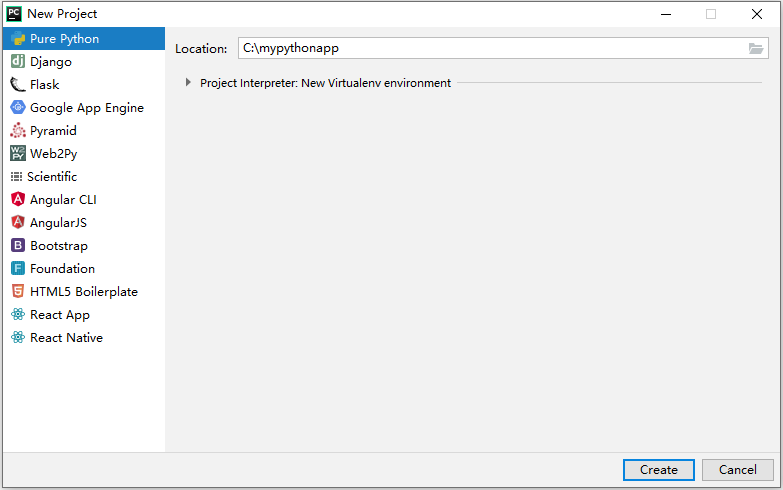 New Project
Pure Python
Django
Flask
Google App Engine
Pyramid
Web2Py
Scientific
Angular CLI
AngularJS
Bootstrap
Foundation
HTML5 Boilerplate
React App
React Native
Location: C:\mypythonapp
Project Interpreter: New Virtualenv environment
Create Cancel